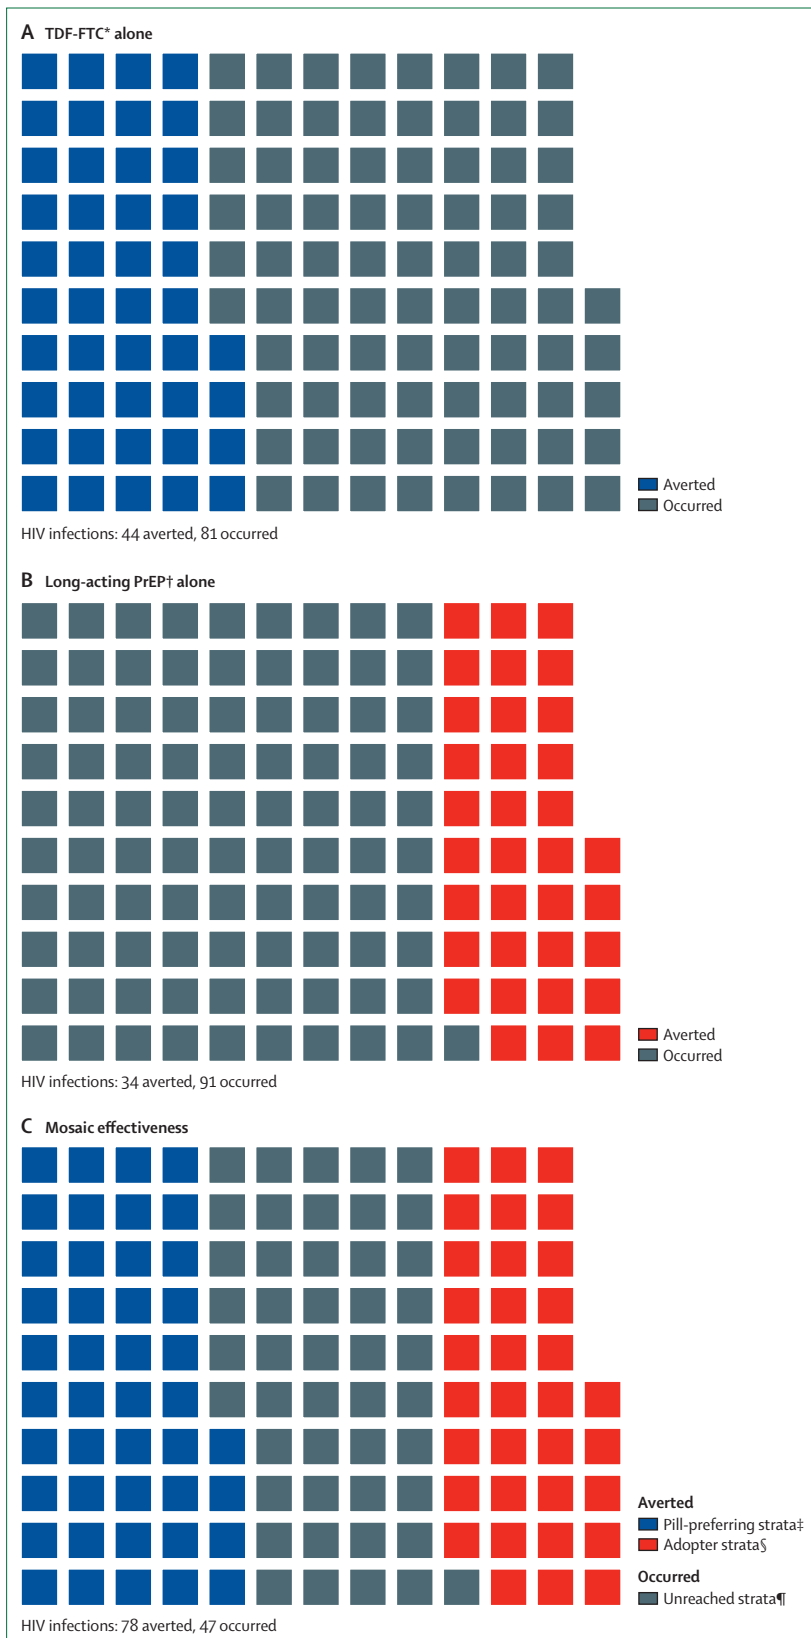 A TDF-FTC* alone
Averted
Occurred
HIV infections: 44 averted, 81 occurred
B Long-acting PrEP† alone
Averted
Occurred
HIV infections: 34 averted, 91 occurred
C Mosaic effectiveness
Averted
Pill-preferring strata‡
Adopter strata§
Occurred
Unreached strata¶
HIV infections: 78 averted, 47 occurred